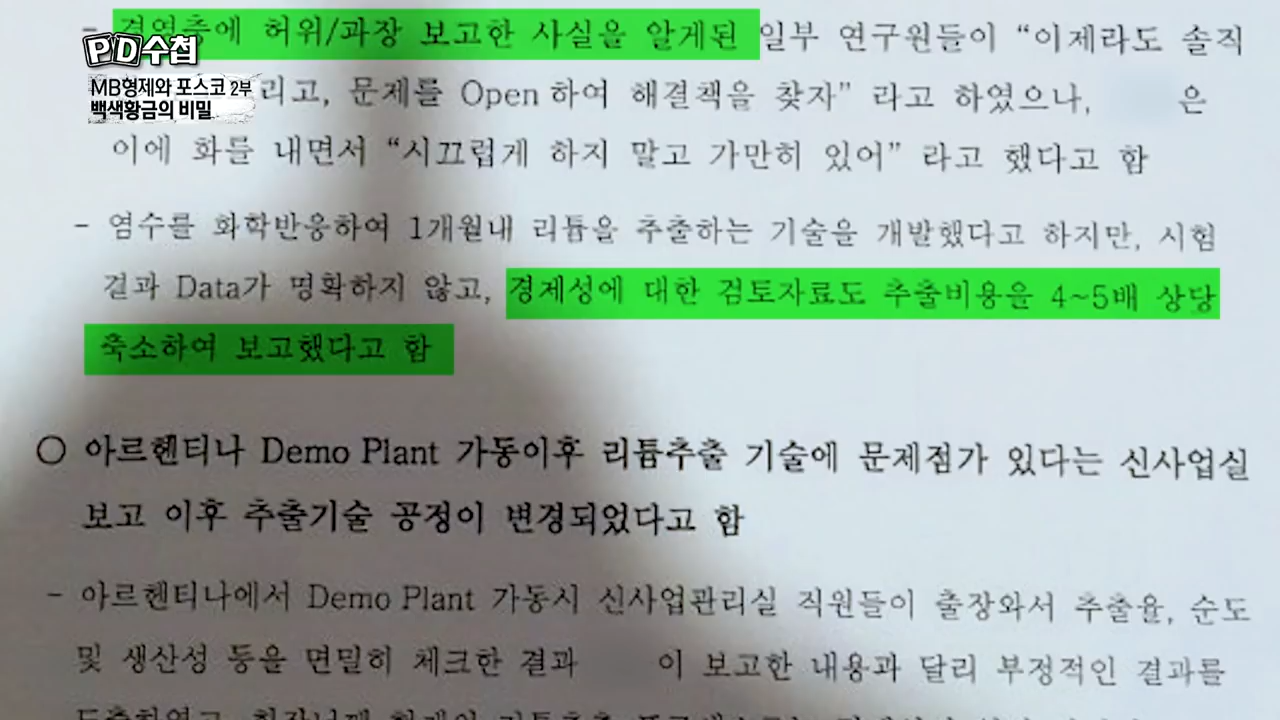 - 경영층에 허위/과장 보고한 사실을 알게된 일부 연구원들이 “이제라도 솔직
리고, 문제를 Open하여 해결책을 찾자” 라고 하였으나, 은
이에 화를 내면서 “시끄럽게 하지 말고 가만히 있어” 라고 했다고 함
- 염수를 화학반응하여 1개월내 리튬을 추출하는 기술을 개발했다고 하지만, 시험
결과 Data가 명확하지 않고, 경제성에 대한 검토자료도 추출비용을 4~5배 상당
축소하여 보고했다고 함
○ 아르헨티나 Demo Plant 가동이후 리튬추출 기술에 문제점가 있다는 신사업실
보고 이후 추출기술 공정이 변경되었다고 함
- 아르헨티나에서 Demo Plant 가동시 신사업관리실 직원들이 출장와서 추출율, 순도
및 생산성 등을 면밀히 체크한 결과 이 보고한 내용과 달리 부정적인 결과를
PD수첩
MB형제와 포스코 2부
백색황금의 비밀